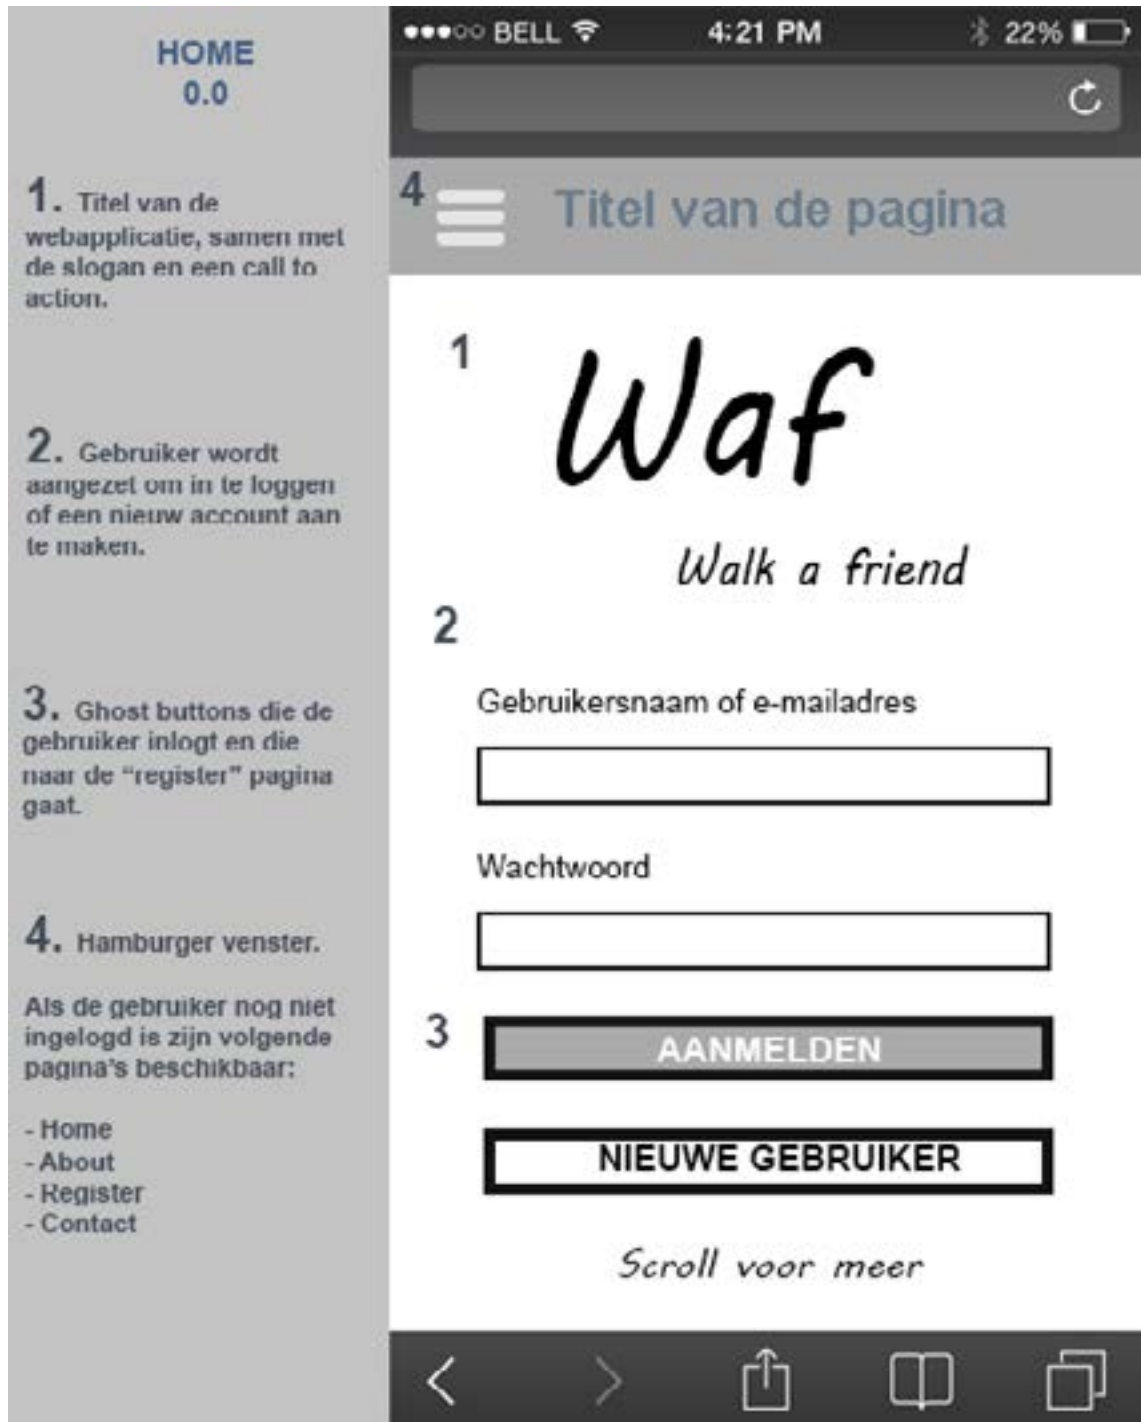 HOME
0.0
1. Titel van de
webapplicatie, samen met
de slogan en een call to
action.
2. Gebruiker wordt
aangezet om in te loggen
of een nieuw account aan
te maken.
3. Ghost buttons die de
gebruiker inlogt en die
naar de “register” pagina
gaat.
4. Hamburger venster.
Als de gebruiker nog niet
ingelogd is zijn volgende
pagina's beschikbaar:
- Home
- About
- Register
- Contact
BELL 4:21 PM 22%
4 Titel van de pagina
1
Waf
Walk a friend
2
Gebruikersnaam of e-mailadres
Wachtwoord
3
AANMELDEN
NIEUWE GEBRUIKER
Scroll voor meer